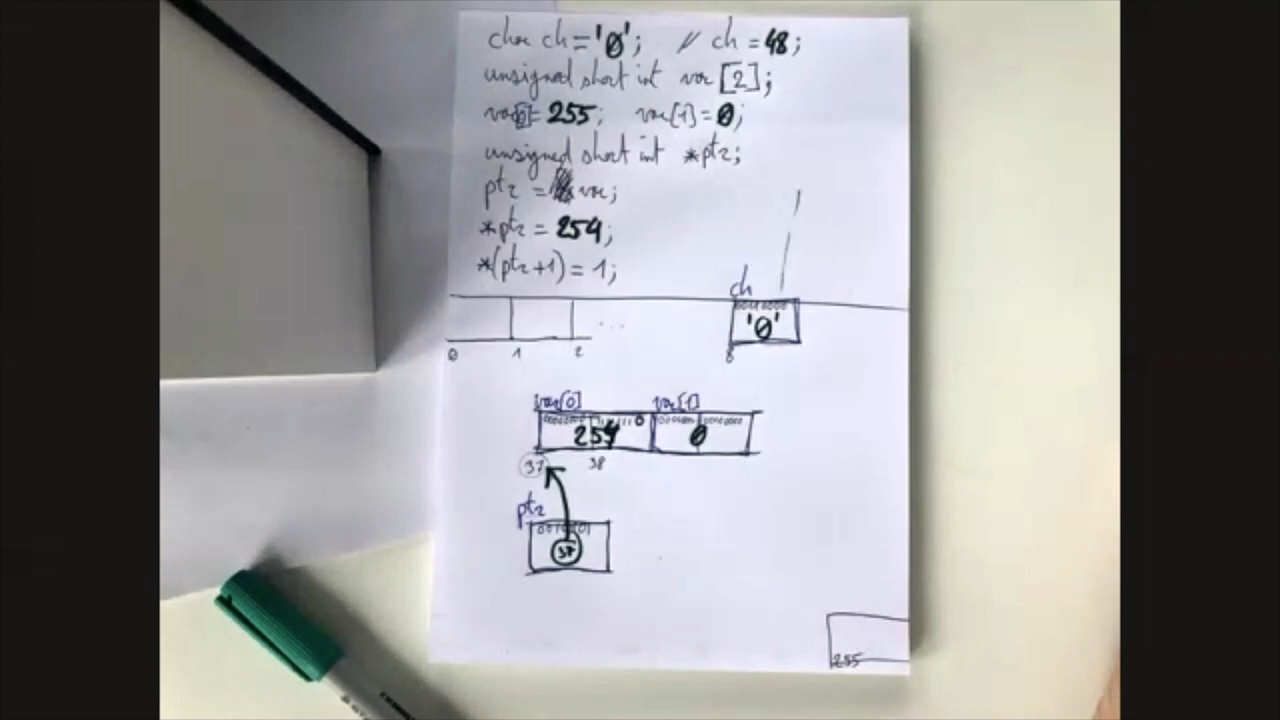 char ch = '0'; // ch = 48;
unsigned short int var [2];
var[0] = 255; var[1] = 0;
unsigned short int *ptr;
ptr = var;
*ptr = 254;
*(ptr+1) = 1;
ch
00110000
'0'
0 1 2 ... 8
var[0] var[1]
254 0
37 38
ptr
37
255